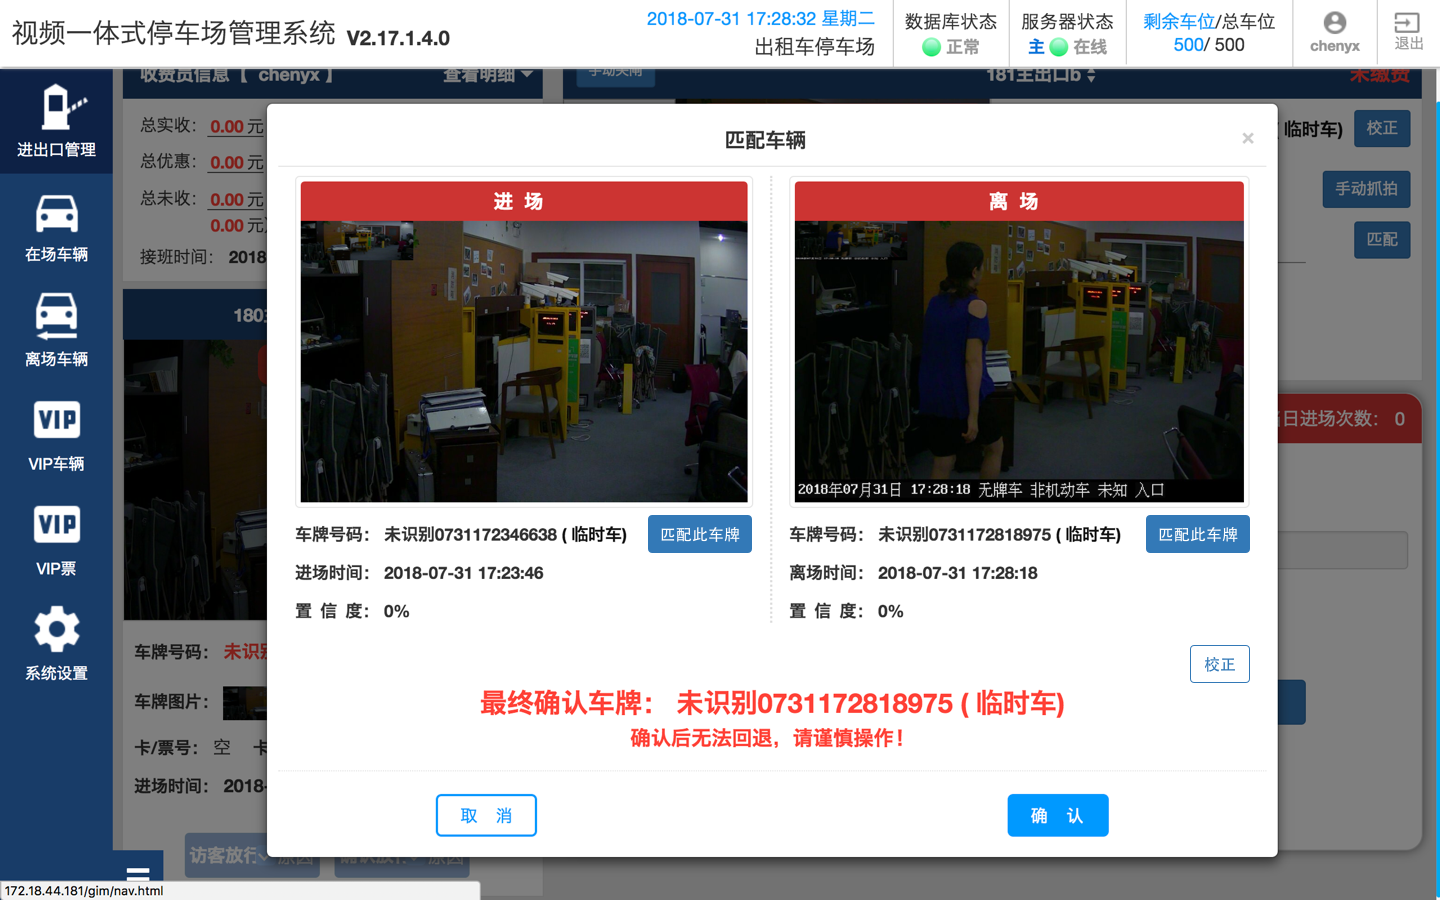 视频一体式停车场管理系统 V2.17.1.4.0
2018-07-31 17:28:32 星期二
出租车停车场
数据库状态
正常
服务器状态
主 在线
剩余车位/总车位
500/ 500
chenyx
退出
进出口管理
在场车辆
离场车辆
VIP
VIP车辆
VIP
VIP票
系统设置
收费员信息【 chenyx 】
查看明细
手动关闸
181主出口b
未缴费
总实收： 0.00 元
总优惠： 0.00 元
总未收： 0.00 元
0.00 元
接班时间： 2018
临时车)
校正
手动抓拍
匹配
日进场次数： 0
车牌号码： 未识别
车牌图片：
卡/票号： 空
进场时间： 2018-
访客放行
原因
确认放行
原因
匹配车辆
×
进 场
离 场
2018年07月31日 17:28:18 无牌车 非机动车 未知 入口
车牌号码： 未识别0731172346638 ( 临时车)
匹配此车牌
进场时间： 2018-07-31 17:23:46
置 信 度： 0%
车牌号码： 未识别0731172818975 ( 临时车)
匹配此车牌
离场时间： 2018-07-31 17:28:18
置 信 度： 0%
校正
最终确认车牌： 未识别0731172818975 ( 临时车)
确认后无法回退，请谨慎操作！
取 消
确 认
172.18.44.181/gim/nav.html